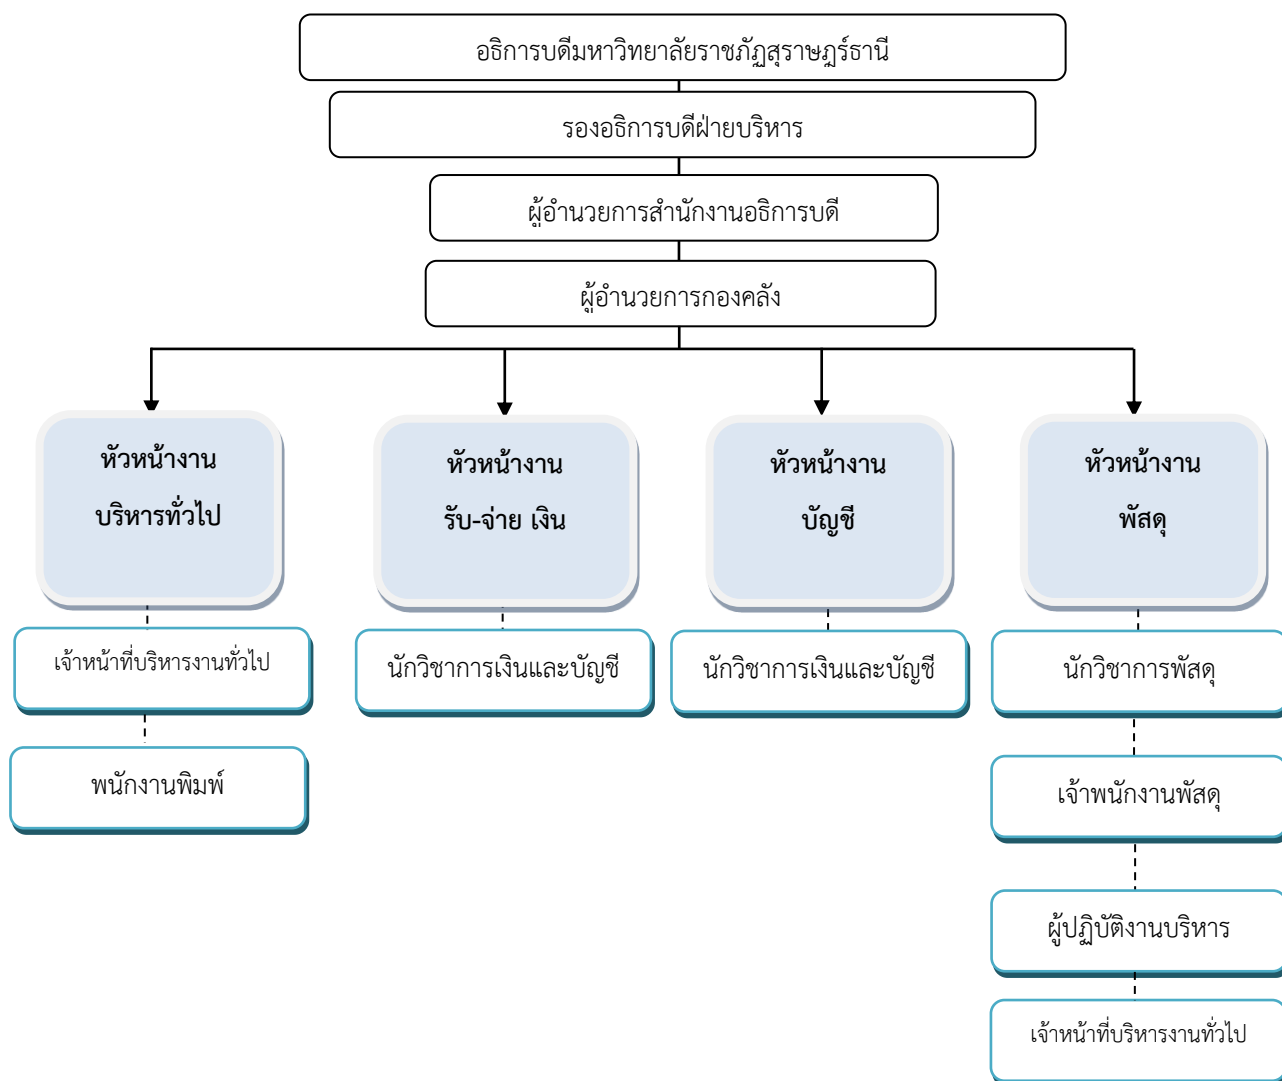 อธิการบดีมหาวิทยาลัยราชภัฏสุราษฎร์ธานี
รองอธิการบดีฝ่ายบริหาร
ผู้อำนวยการสำนักงานอธิการบดี
ผู้อำนวยการกองคลัง
หัวหน้างาน
บริหารทั่วไป
หัวหน้างาน
รับ-จ่าย เงิน
หัวหน้างาน
บัญชี
หัวหน้างาน
พัสดุ
เจ้าหน้าที่บริหารงานทั่วไป
นักวิชาการเงินและบัญชี
นักวิชาการเงินและบัญชี
นักวิชาการพัสดุ
พนักงานพิมพ์
เจ้าพนักงานพัสดุ
ผู้ปฏิบัติงานบริหาร
เจ้าหน้าที่บริหารงานทั่วไป